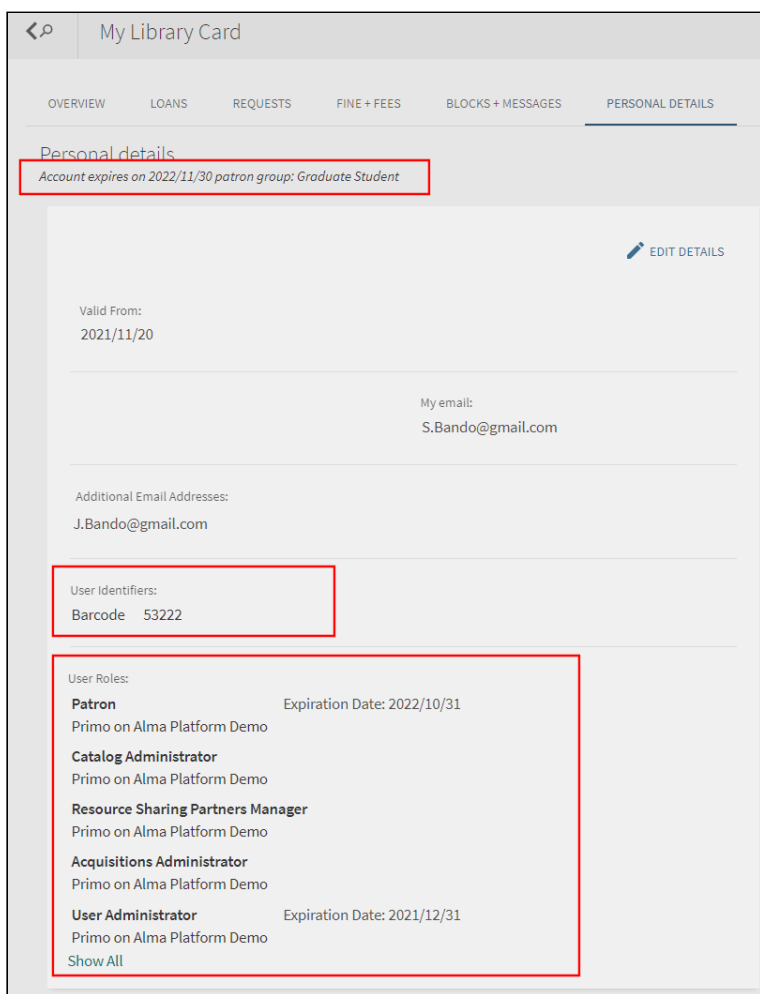 My Library Card
OVERVIEW LOANS REQUESTS FINE + FEES BLOCKS + MESSAGES PERSONAL DETAILS
Personal details
Account expires on 2022/11/30 patron group: Graduate Student
EDIT DETAILS
Valid From:
2021/11/20
My email:
S.Bando@gmail.com
Additional Email Addresses:
J.Bando@gmail.com
User Identifiers:
Barcode 53222
User Roles:
Patron Expiration Date: 2022/10/31
Primo on Alma Platform Demo
Catalog Administrator
Primo on Alma Platform Demo
Resource Sharing Partners Manager
Primo on Alma Platform Demo
Acquisitions Administrator
Primo on Alma Platform Demo
User Administrator Expiration Date: 2021/12/31
Primo on Alma Platform Demo
Show All